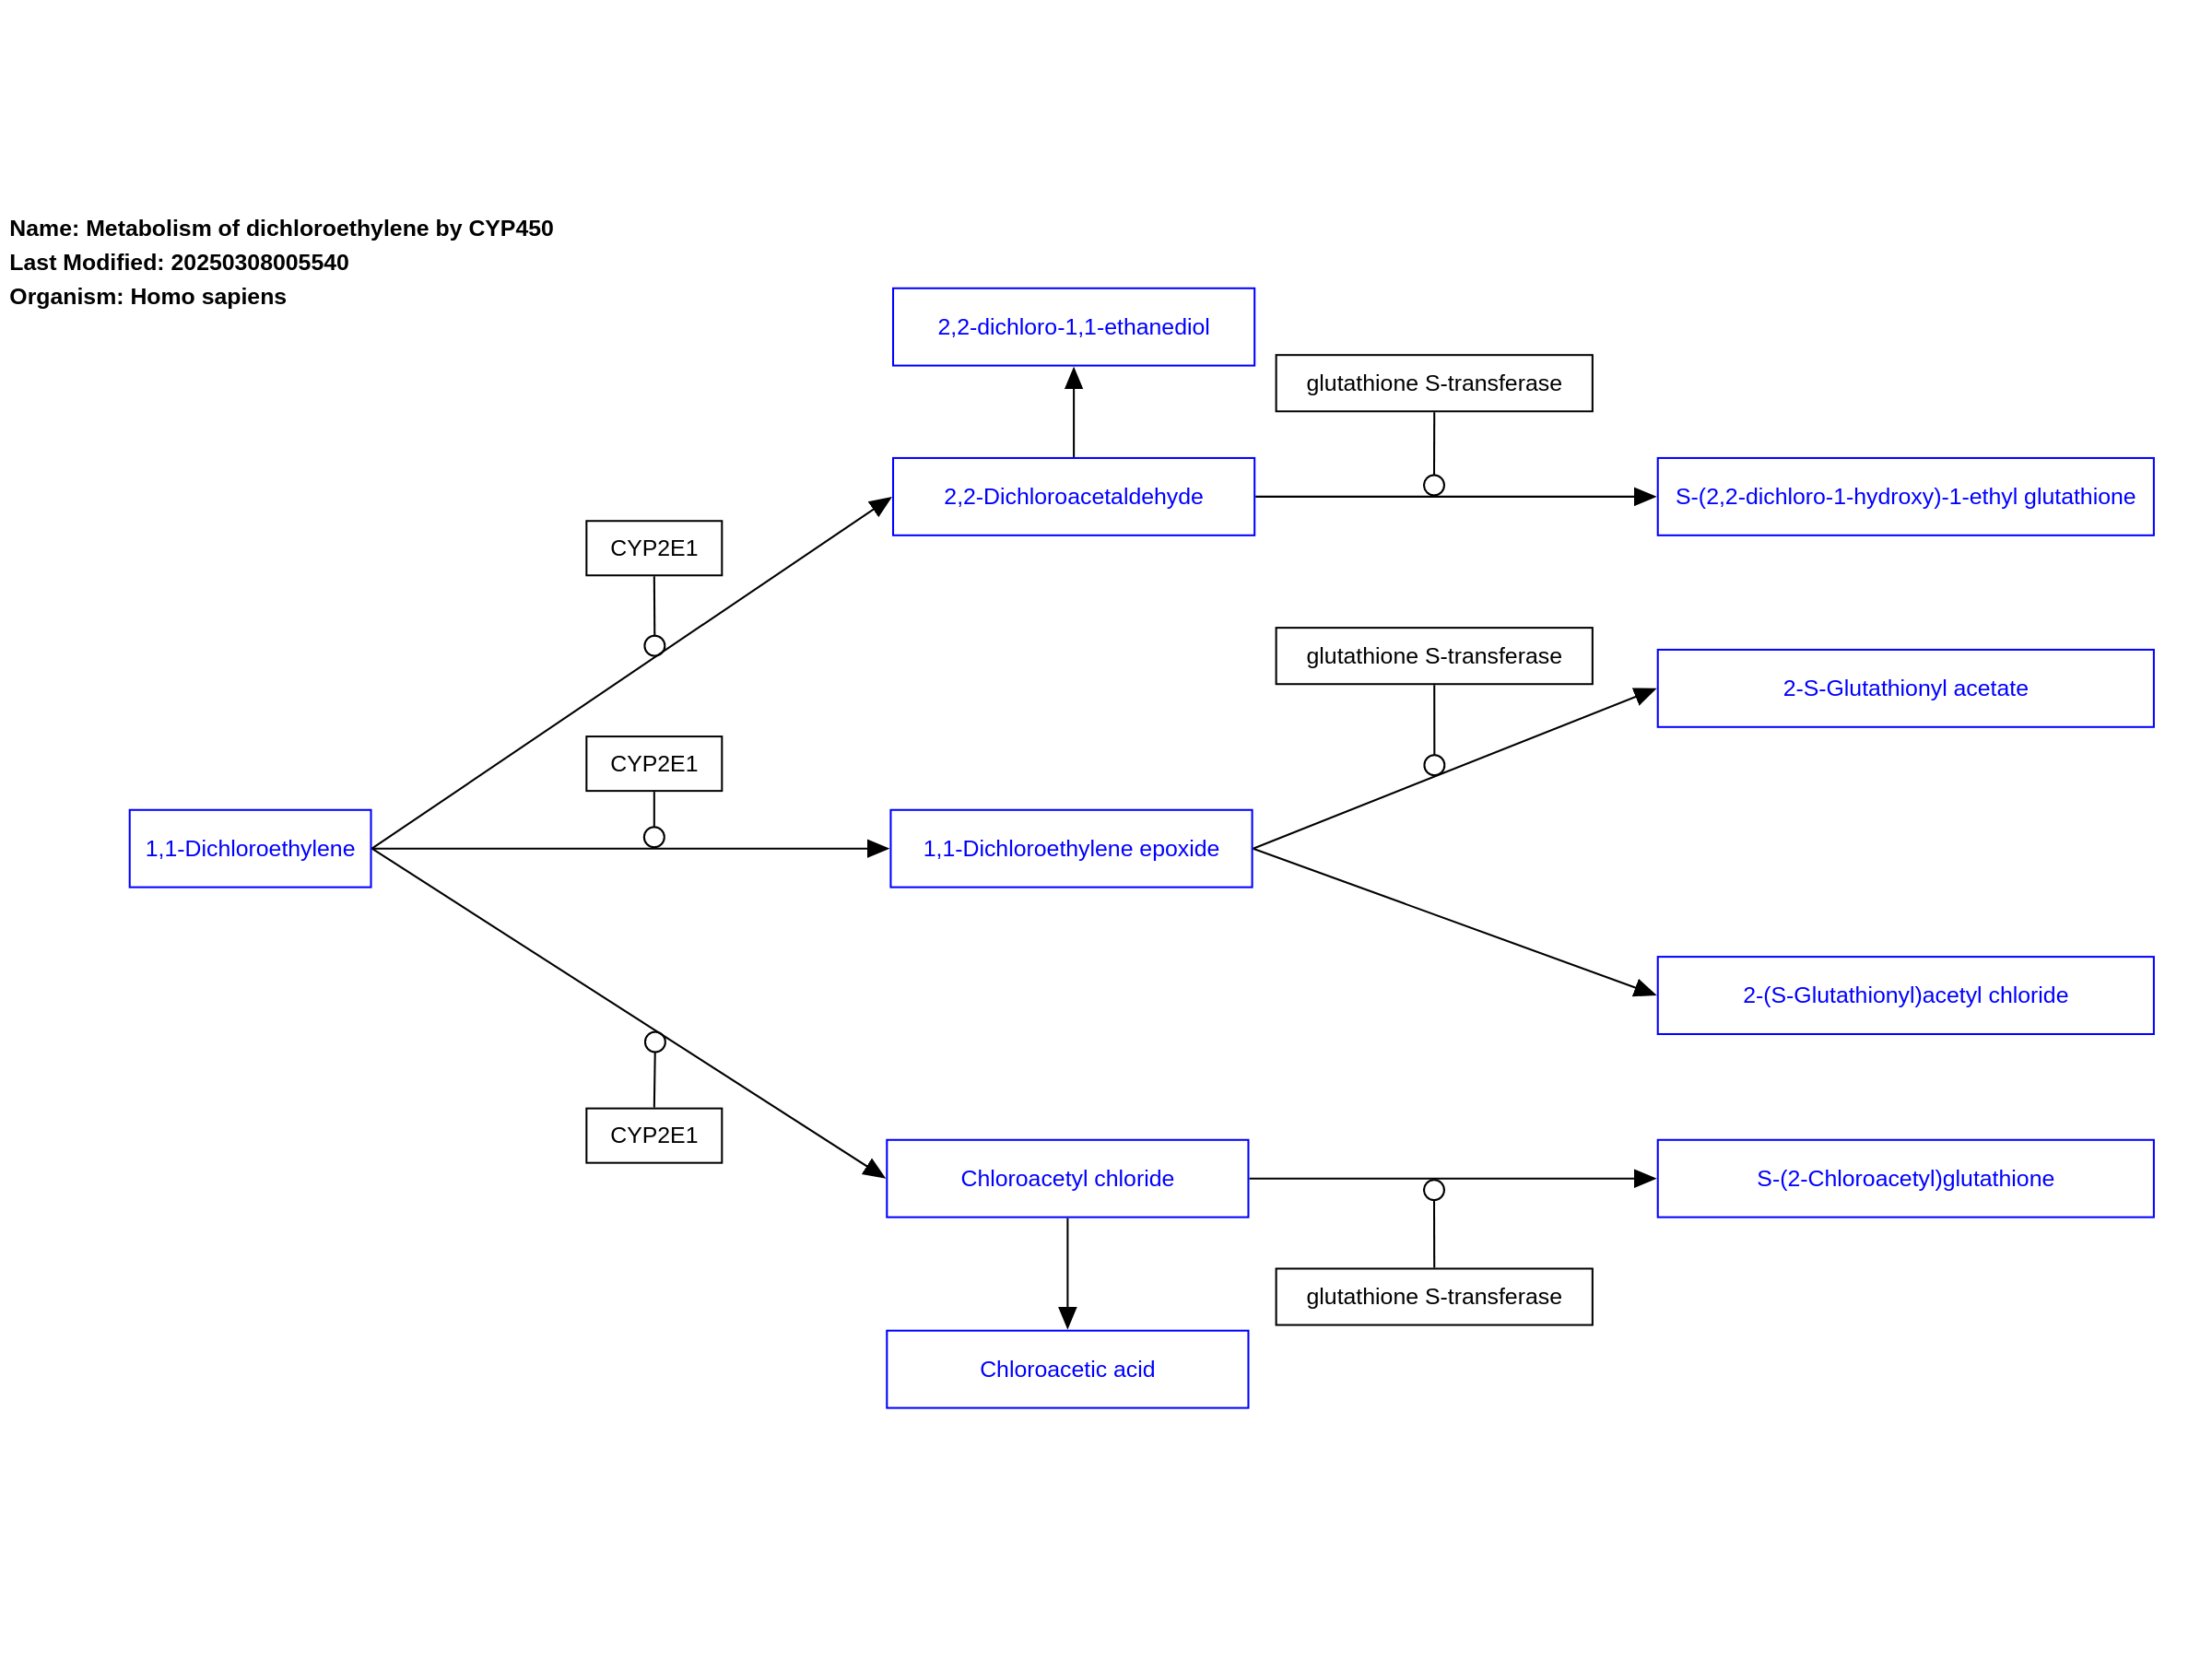 Name: Metabolism of dichloroethylene by CYP450
Last Modified: 20250308005540
Organism: Homo sapiens
2,2-dichloro-1,1-ethanediol
glutathione S-transferase
2,2-Dichloroacetaldehyde
S-(2,2-dichloro-1-hydroxy)-1-ethyl glutathione
CYP2E1
glutathione S-transferase
2-S-Glutathionyl acetate
CYP2E1
1,1-Dichloroethylene
1,1-Dichloroethylene epoxide
2-(S-Glutathionyl)acetyl chloride
CYP2E1
Chloroacetyl chloride
S-(2-Chloroacetyl)glutathione
glutathione S-transferase
Chloroacetic acid